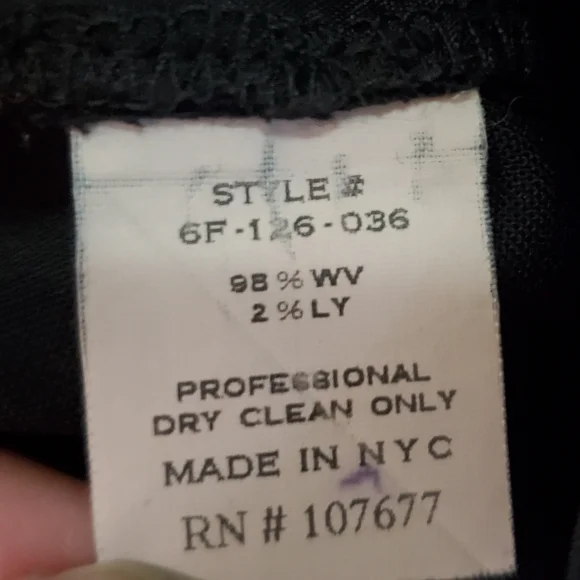 STYLE #
6F-126-036
98% WV
2% LY
PROFESSIONAL
DRY CLEAN ONLY
MADE IN NYC
RN # 107677